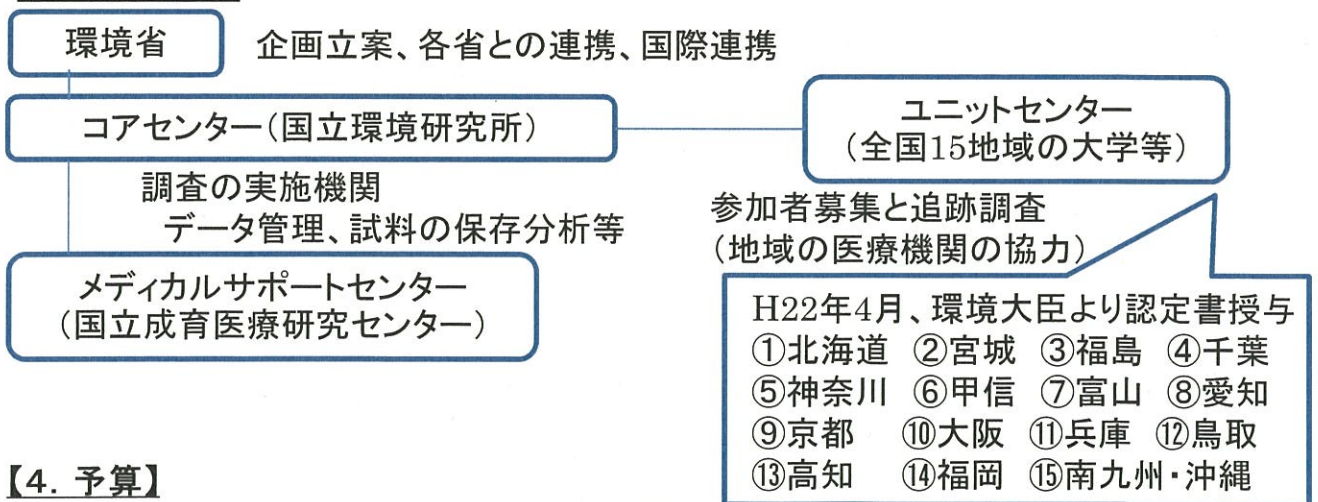 環境省
企画立案、各省との連携、国際連携
コアセンター(国立環境研究所)
ユニットセンター
(全国15地域の大学等)
調査の実施機関
データ管理、試料の保存分析等
参加者募集と追跡調査
(地域の医療機関の協力)
メディカルサポートセンター
(国立成育医療研究センター)
H22年4月、環境大臣より認定書授与
①北海道 ②宮城 ③福島 ④千葉
⑤神奈川 ⑥甲信 ⑦富山 ⑧愛知
⑨京都 ⑩大阪 ⑪兵庫 ⑫鳥取
⑬高知 ⑭福岡 ⑮南九州・沖縄
【4. 予算】